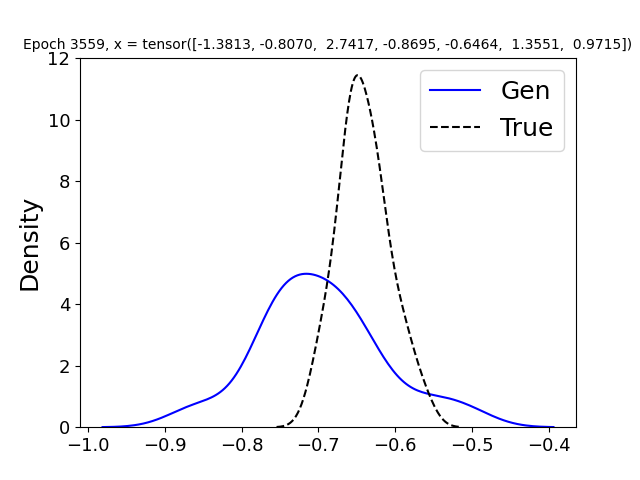 Epoch 3559, x = tensor([-1.3813, -0.8070,  2.7417, -0.8695, -0.6464,  1.3551,  0.9715])
12
10
8
6
4
2
0
Density
Gen
True
−1.0 −0.9 −0.8 −0.7 −0.6 −0.5 −0.4